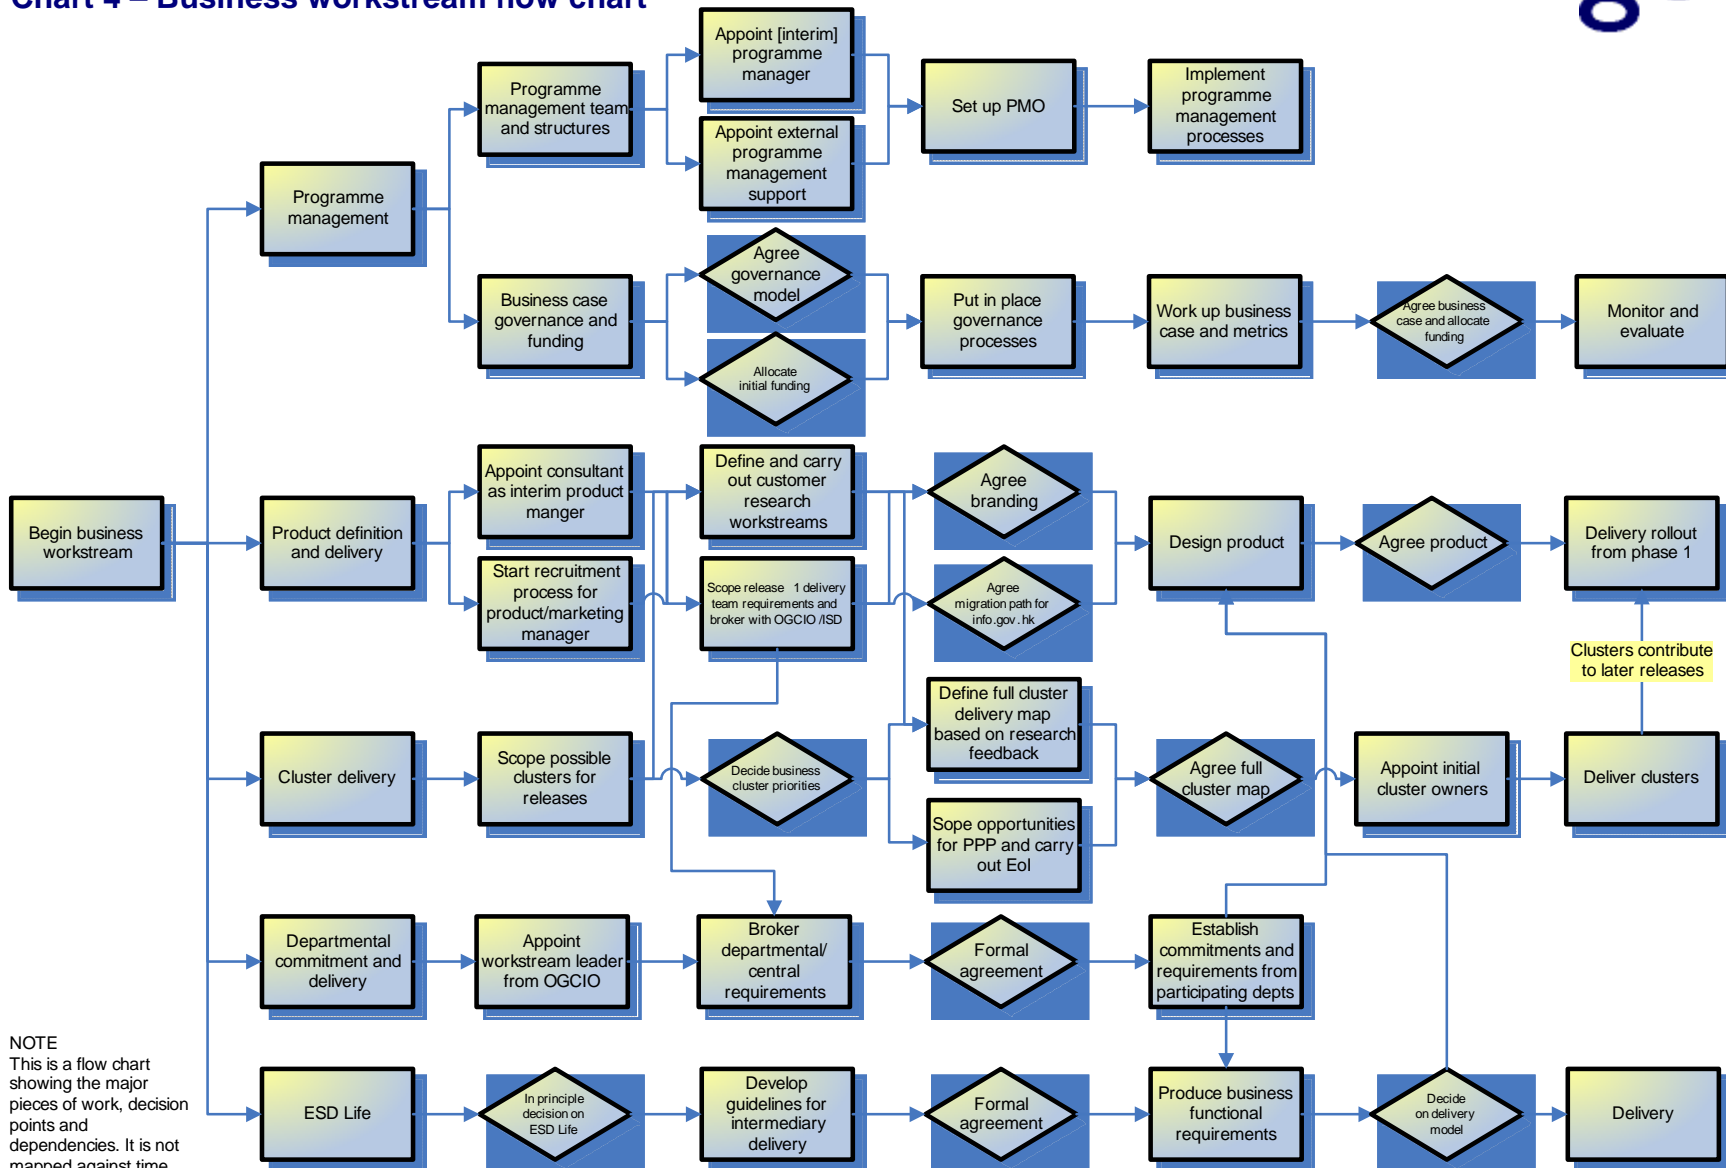 Chart 4 – Business workstream flow chart
g
Appoint [interim]
programme
manager
Programme
management team
and structures
Set up PMO
Implement
programme
management
processes
Appoint external
programme
management
support
Programme
management
Agree
governance
model
Business case
governance and
funding
Put in place
governance
processes
Work up business
case and metrics
Agree business
case and allocate
funding
Monitor and
evaluate
Allocate
initial funding
Appoint consultant
as interim product
manger
Define and carry
out customer
research
workstreams
Agree
branding
Begin business
workstream
Product definition
and delivery
Design product
Agree product
Delivery rollout
from phase 1
Start recruitment
process for
product/marketing
manager
Scope release 1 delivery
team requirements and
broker with OGCIO /ISD
Agree
migration path for
info.gov.hk
Clusters contribute
to later releases
Define full cluster
delivery map
based on research
feedback
Cluster delivery
Scope possible
clusters for
releases
Decide business
cluster priorities
Agree full
cluster map
Appoint initial
cluster owners
Deliver clusters
Sope opportunities
for PPP and carry
out EoI
Departmental
commitment and
delivery
Appoint
workstream leader
from OGCIO
Broker
departmental/
central
requirements
Formal
agreement
Establish
commitments and
requirements from
participating depts
NOTE
This is a flow chart
showing the major
pieces of work, decision
points and
dependencies. It is not
mapped against time
ESD Life
In principle
decision on
ESD Life
Develop
guidelines for
intermediary
delivery
Formal
agreement
Produce business
functional
requirements
Decide
on delivery
model
Delivery